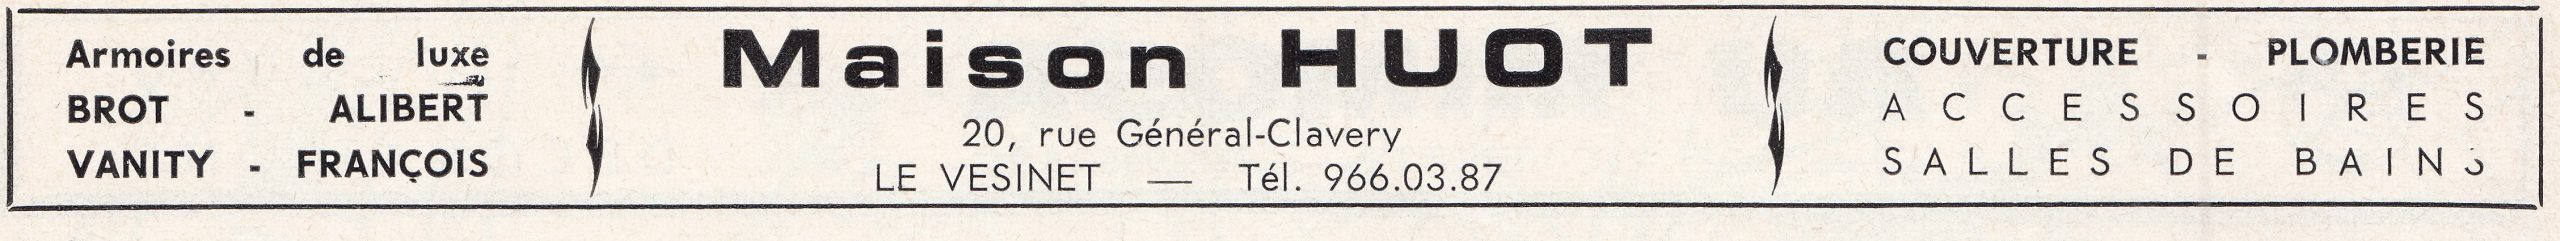 Armoires de luxe
BROT - ALIBERT
VANITY - FRANÇOIS
Maison HUOT
20, rue Général-Clavery
LE VESINET — Tél. 966.03.87
COUVERTURE - PLOMBERIE
ACCESSOIRES
SALLES DE BAINS